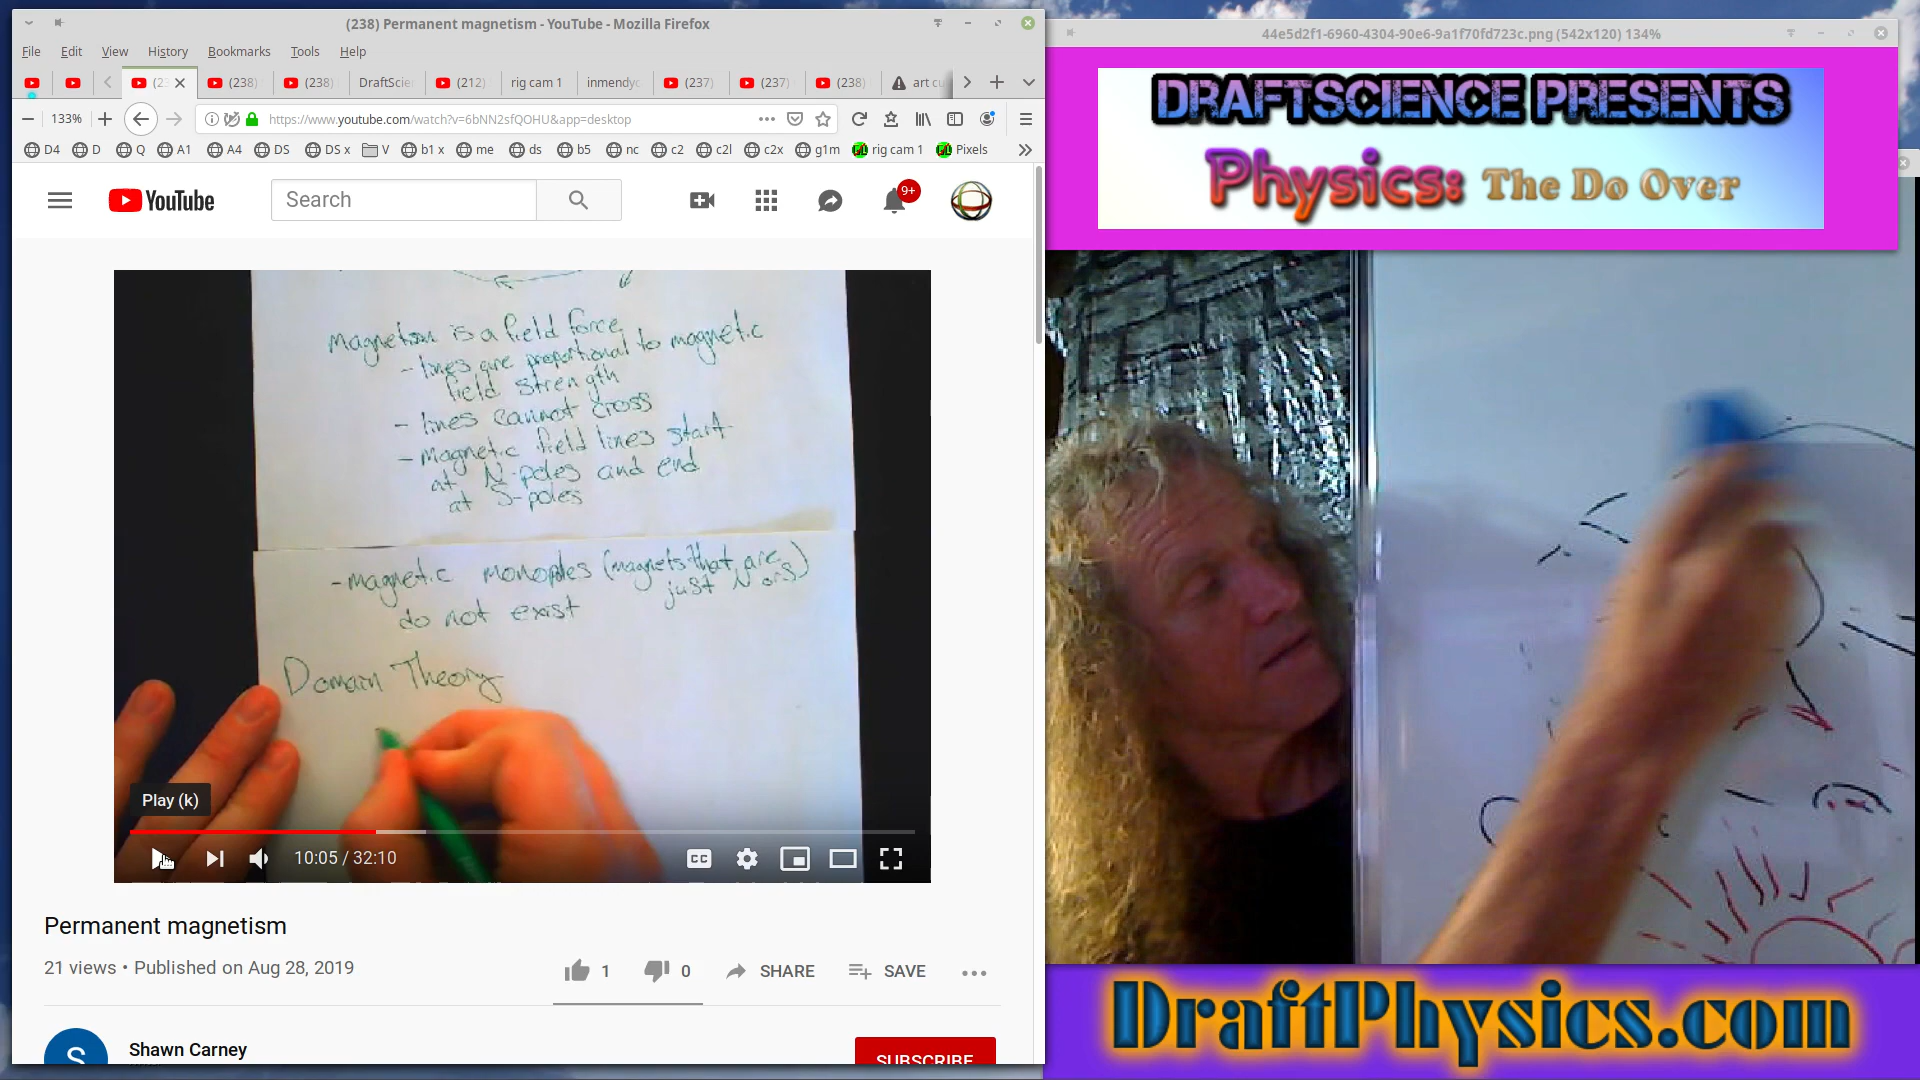 (238) Permanent magnetism - YouTube - Mozilla Firefox
File Edit View History Bookmarks Tools Help
(23 (238) (238) DraftScien (212) rig cam 1 inmendyc (237) (237) (238) art cu
133% https://www.youtube.com/watch?v=6bNN2sfQOHU&app=desktop
D4 D Q A1 A4 DS DS x V b1 x me ds b5 nc c2 c2l c2x g1m rig cam 1 Pixels
YouTube Search 9+
Magnetism is a field force
- lines are proportional to magnetic
field strength
- lines cannot cross
- magnetic field lines start
at N-poles and end
at S-poles
- magnetic monopoles (magnets that are
just N or S)
do not exist
Domain Theory
Play (k)
10:05 / 32:10 CC
Permanent magnetism
21 views • Published on Aug 28, 2019
1 0 SHARE SAVE
S
Shawn Carney
SUBSCRIBE
44e5d2f1-6960-4304-90e6-9a1f70fd723c.png (542x120) 134%
DRAFTSCIENCE PRESENTS
Physics: The Do Over
DraftPhysics.com